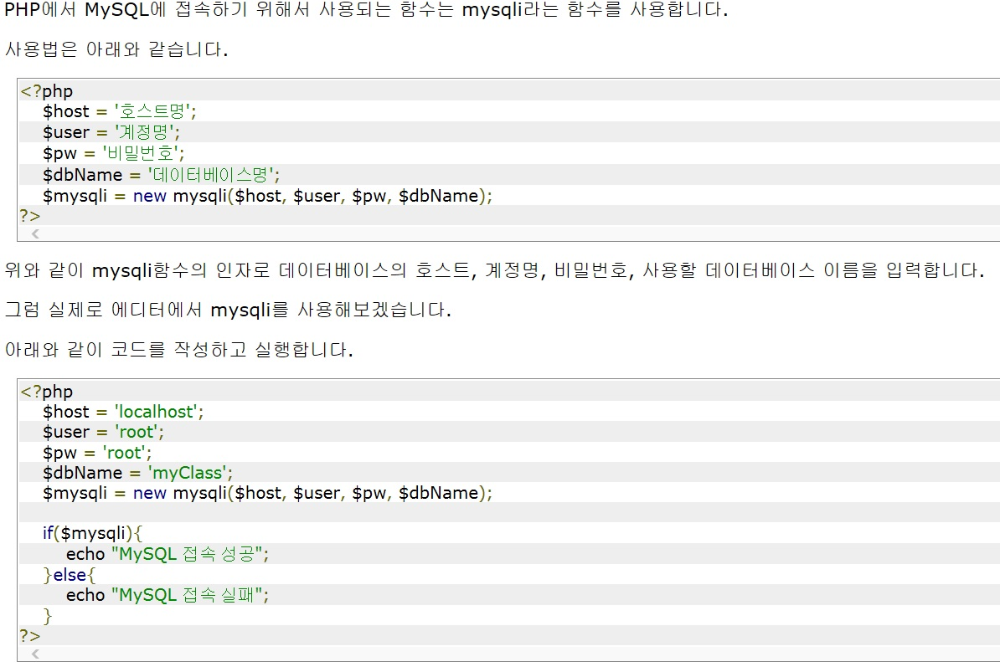 PHP에서 MySQL에 접속하기 위해서 사용되는 함수는 mysqli라는 함수를 사용합니다.
사용법은 아래와 같습니다.
<?php
$host = '호스트명';
$user = '계정명';
$pw = '비밀번호';
$dbName = '데이터베이스명';
$mysqli = new mysqli($host, $user, $pw, $dbName);
?>
위와 같이 mysqli함수의 인자로 데이터베이스의 호스트, 계정명, 비밀번호, 사용할 데이터베이스 이름을 입력합니다.
그럼 실제로 에디터에서 mysqli를 사용해보겠습니다.
아래와 같이 코드를 작성하고 실행합니다.
<?php
$host = 'localhost';
$user = 'root';
$pw = 'root';
$dbName = 'myClass';
$mysqli = new mysqli($host, $user, $pw, $dbName);
if($mysqli){
echo "MySQL 접속 성공";
}else{
echo "MySQL 접속 실패";
}
?>